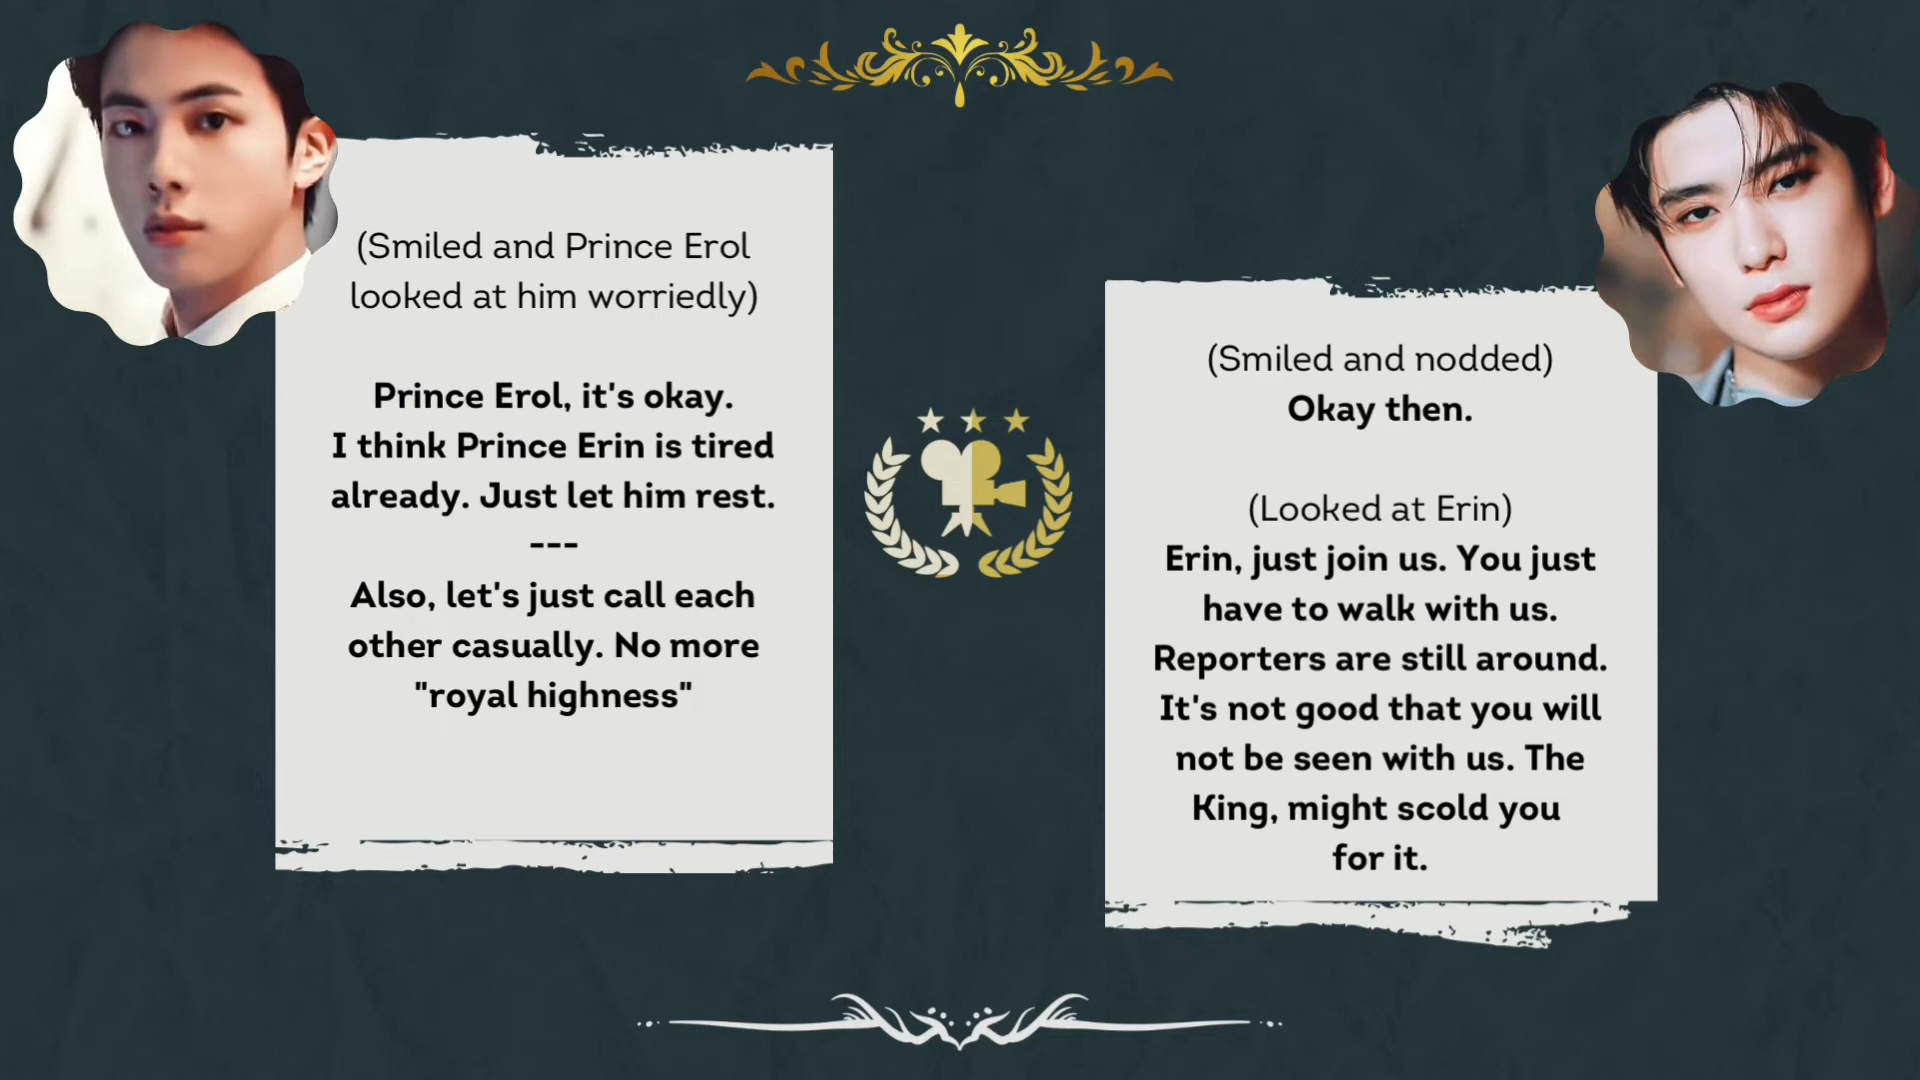 (Smiled and Prince Erol
looked at him worriedly)
Prince Erol, it's okay.
I think Prince Erin is tired
already. Just let him rest.
---
Also, let's just call each
other casually. No more
"royal highness"
(Smiled and nodded)
Okay then.
(Looked at Erin)
Erin, just join us. You just
have to walk with us.
Reporters are still around.
It's not good that you will
not be seen with us. The
King, might scold you
for it.